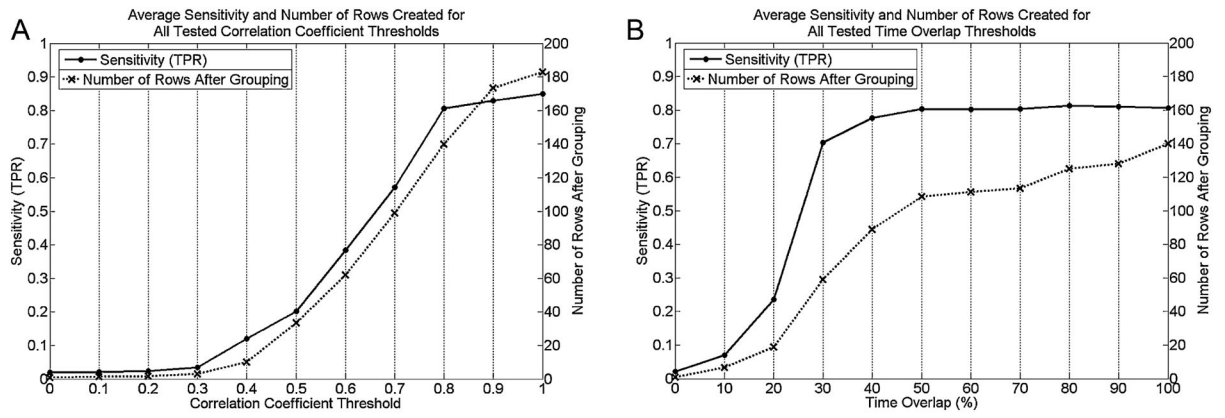 A
Average Sensitivity and Number of Rows Created for
All Tested Correlation Coefficient Thresholds
Sensitivity (TPR)
Number of Rows After Grouping
1
0.9
0.8
0.7
0.6
0.5
0.4
0.3
0.2
0.1
0
Sensitivity (TPR)
200
180
160
140
120
100
80
60
40
20
0
Number of Rows After Grouping
0 0.1 0.2 0.3 0.4 0.5 0.6 0.7 0.8 0.9 1
Correlation Coefficient Threshold
B
Average Sensitivity and Number of Rows Created for
All Tested Time Overlap Thresholds
Sensitivity (TPR)
Number of Rows After Grouping
1
0.9
0.8
0.7
0.6
0.5
0.4
0.3
0.2
0.1
0
Sensitivity (TPR)
200
180
160
140
120
100
80
60
40
20
0
Number of Rows After Grouping
0 10 20 30 40 50 60 70 80 90 100
Time Overlap (%)